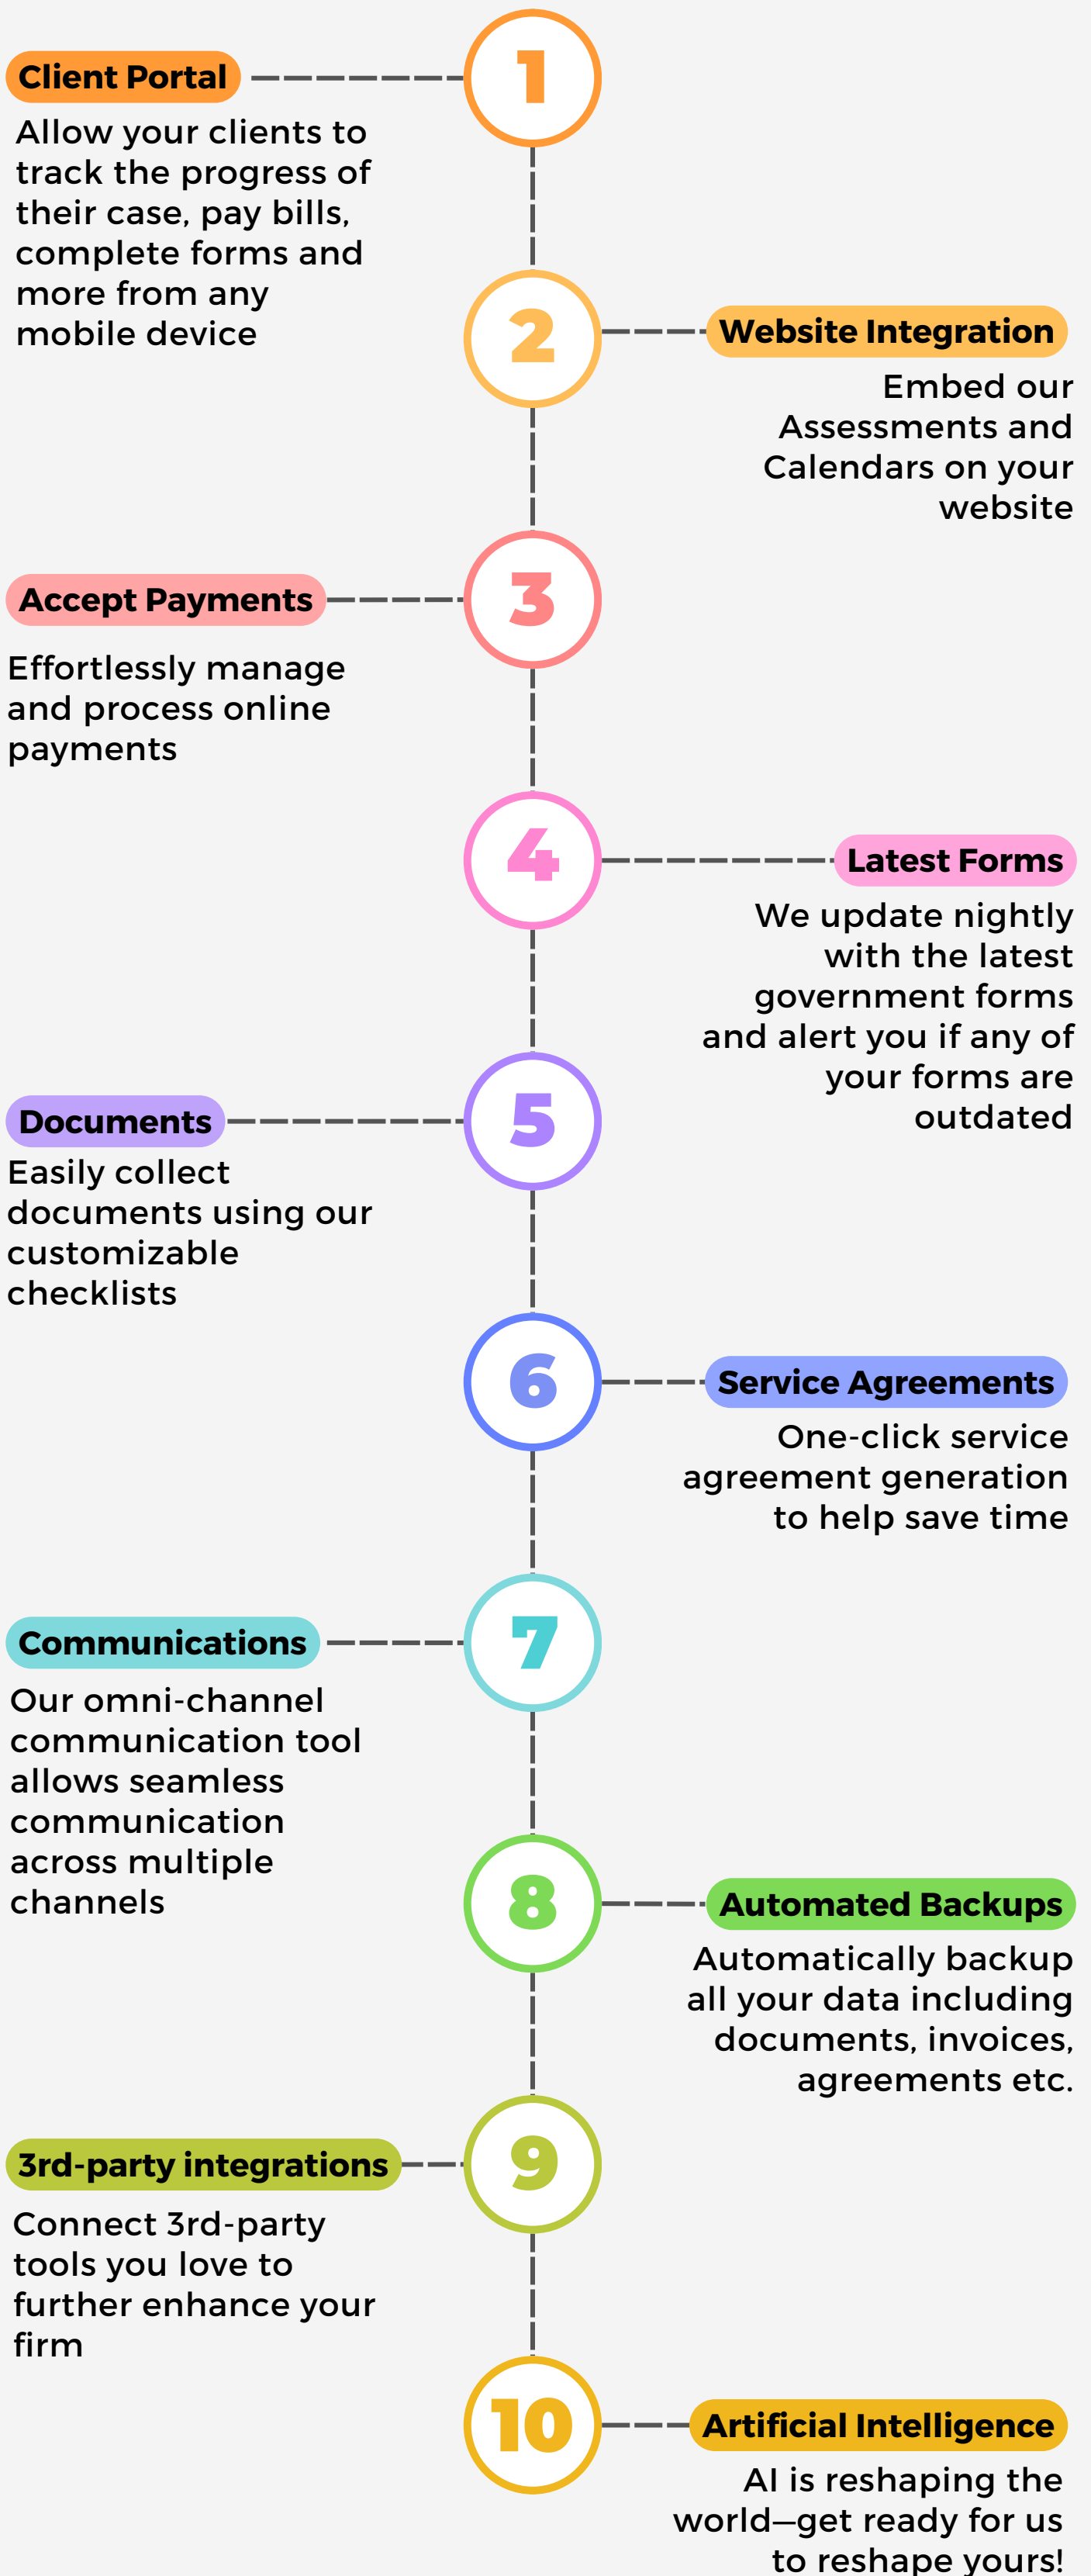 1
Client Portal
Allow your clients to
track the progress of
their case, pay bills,
complete forms and
more from any
mobile device
2
Website Integration
Embed our
Assessments and
Calendars on your
website
3
Accept Payments
Effortlessly manage
and process online
payments
4
Latest Forms
We update nightly
with the latest
government forms
and alert you if any of
your forms are
outdated
5
Documents
Easily collect
documents using our
customizable
checklists
6
Service Agreements
One-click service
agreement generation
to help save time
7
Communications
Our omni-channel
communication tool
allows seamless
communication
across multiple
channels
8
Automated Backups
Automatically backup
all your data including
documents, invoices,
agreements etc.
9
3rd-party integrations
Connect 3rd-party
tools you love to
further enhance your
firm
10
Artificial Intelligence
AI is reshaping the
world—get ready for us
to reshape yours!